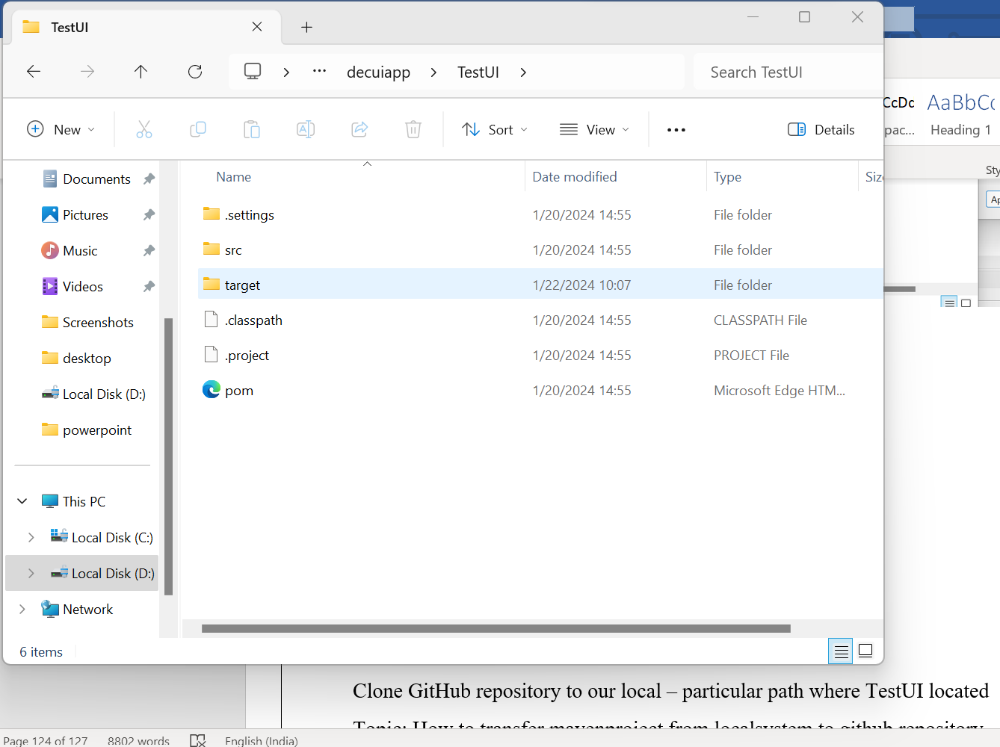 TestUI
decuiapp
TestUI
Search TestUI
New
Sort
View
Details
Name
Date modified
Type
Documents
Pictures
Music
Videos
Screenshots
desktop
Local Disk (D:)
powerpoint
This PC
Local Disk (C:)
Local Disk (D:)
Network
.settings 1/20/2024 14:55 File folder
src 1/20/2024 14:55 File folder
target 1/22/2024 10:07 File folder
.classpath 1/20/2024 14:55 CLASSPATH File
.project 1/20/2024 14:55 PROJECT File
pom 1/20/2024 14:55 Microsoft Edge HTM...
6 items
CcDc AaBbCc
pac... Heading 1
Clone GitHub repository to our local – particular path where TestUI located
Topic: How to transfer mavenproject from localsystem to github repository
Page 124 of 127 8802 words English (India)